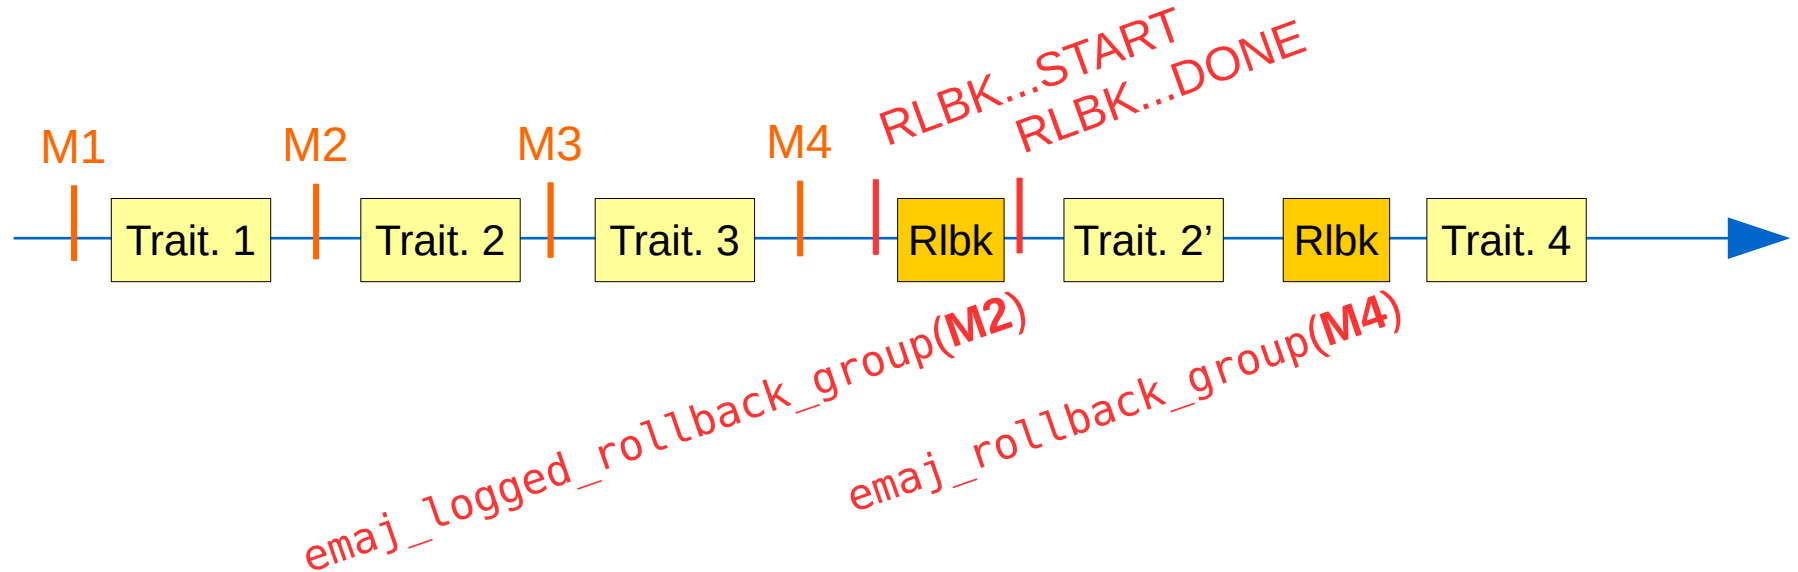 RLBK...START
RLBK...DONE
M1
M2
M3
M4
Trait. 1
Trait. 2
Trait. 3
Rlbk
Trait. 2’
Rlbk
Trait. 4
emaj_logged_rollback_group(M2)
emaj_rollback_group(M4)